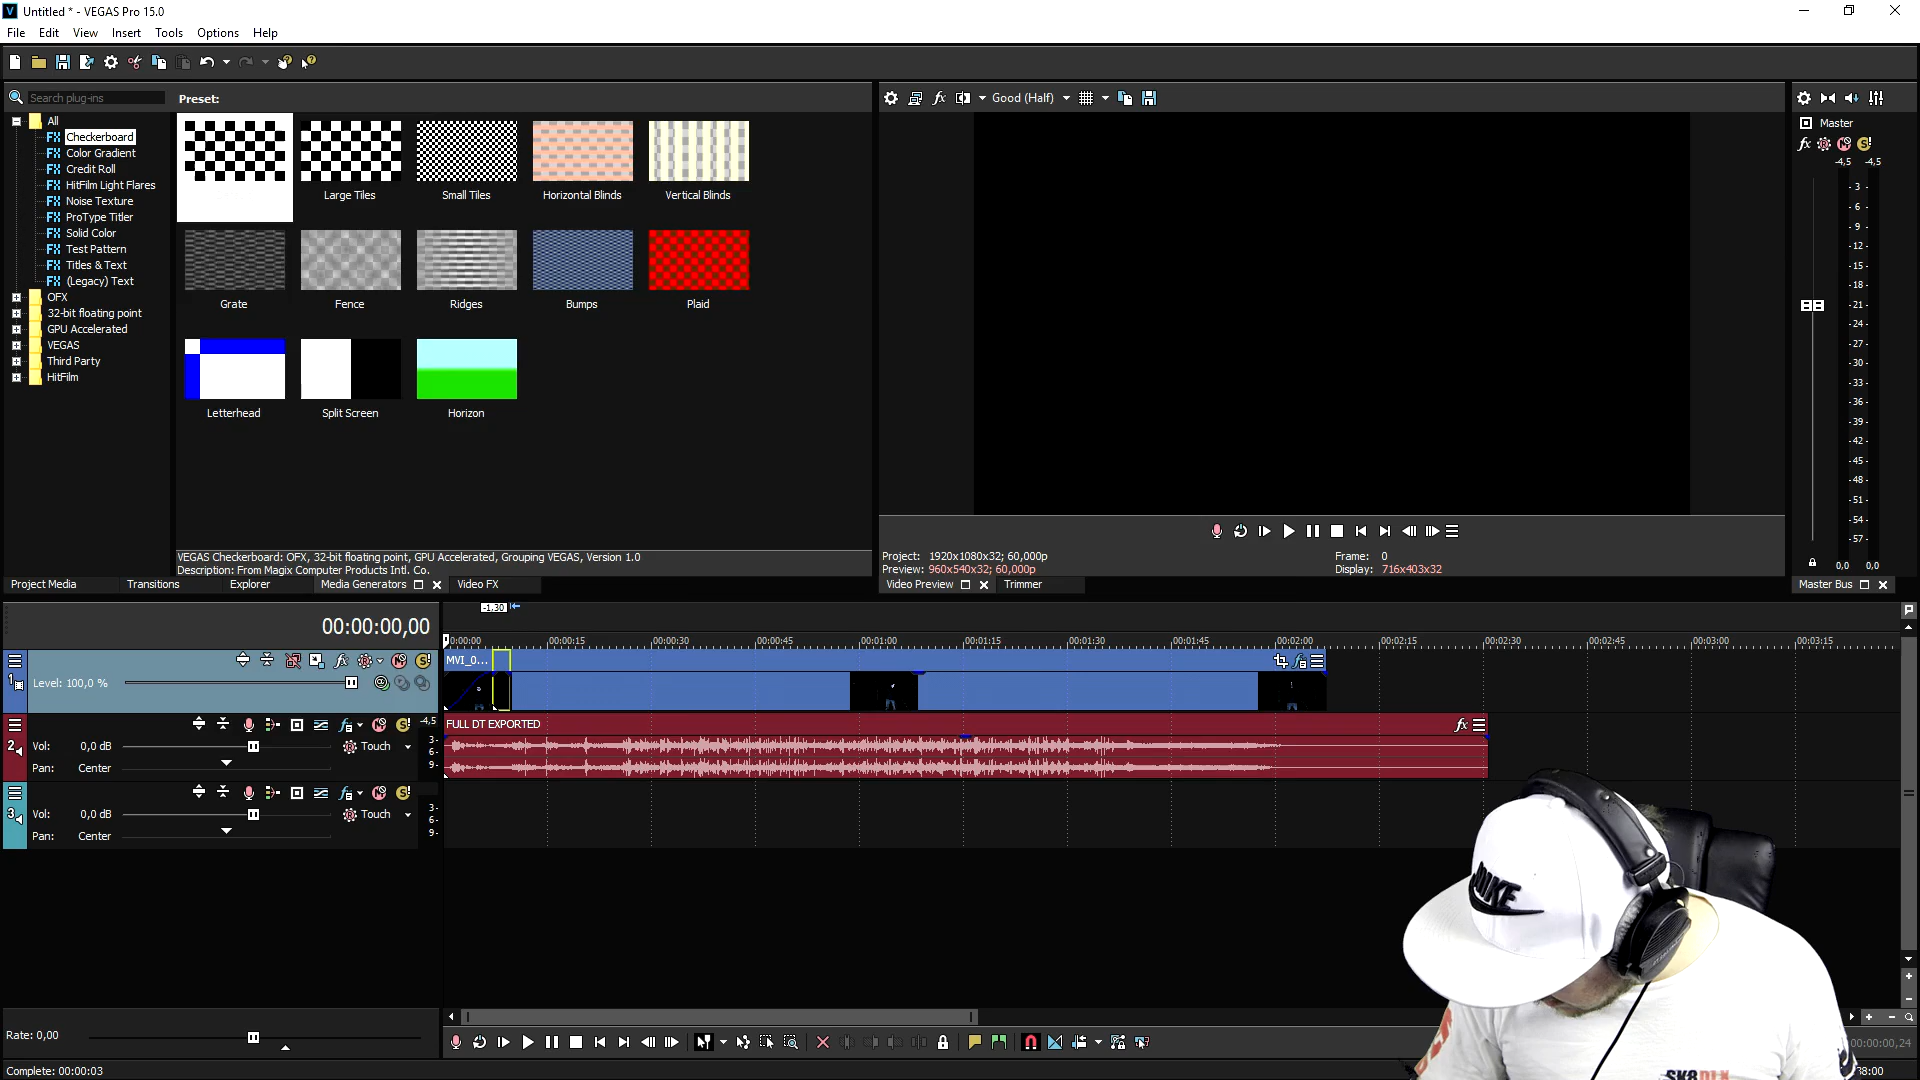 Untitled * - VEGAS Pro 15.0
File Edit View Insert Tools Options Help
Search plug-ins
Preset:
All
Checkerboard
Color Gradient
Credit Roll
HitFilm Light Flares
Noise Texture
ProType Titler
Solid Color
Test Pattern
Titles & Text
(Legacy) Text
OFX
32-bit floating point
GPU Accelerated
VEGAS
Third Party
HitFilm
Large Tiles Small Tiles Horizontal Blinds Vertical Blinds
Grate Fence Ridges Bumps Plaid
Letterhead Split Screen Horizon
VEGAS Checkerboard: OFX, 32-bit floating point, GPU Accelerated, Grouping VEGAS, Version 1.0
Description: From Magix Computer Products Intl. Co.
Project Media Transitions Explorer Media Generators Video FX
Good (Half)
Project: 1920x1080x32; 60,000p
Preview: 960x540x32; 60,000p
Frame: 0
Display: 716x403x32
Video Preview Trimmer
Master
-4,5 -4,5
3 -
6 -
- 9 -
- 12 -
- 15 -
- 18 -
- 21 -
- 24 -
- 27 -
- 30 -
- 33 -
- 36 -
- 39 -
- 42 -
- 45 -
- 48 -
- 51 -
- 54 -
- 57 -
0,0 0,0
Master Bus
00:00:00,00
-1.30
0:00:00 00:00:15 00:00:30 00:00:45 00:01:00 00:01:15 00:01:30 00:01:45 00:02:00 00:02:15 00:02:30 00:02:45 00:03:00 00:03:15
1
Level: 100,0 %
MVI_0...
2
Vol: 0,0 dB Touch
Pan: Center
-4,5
3-
6-
9-
FULL DT EXPORTED
3
Vol: 0,0 dB Touch
Pan: Center
3-
6-
9-
Rate: 0,00
NIKE
SK8DLX
00:00:00,24
Complete: 00:00:03
38:00